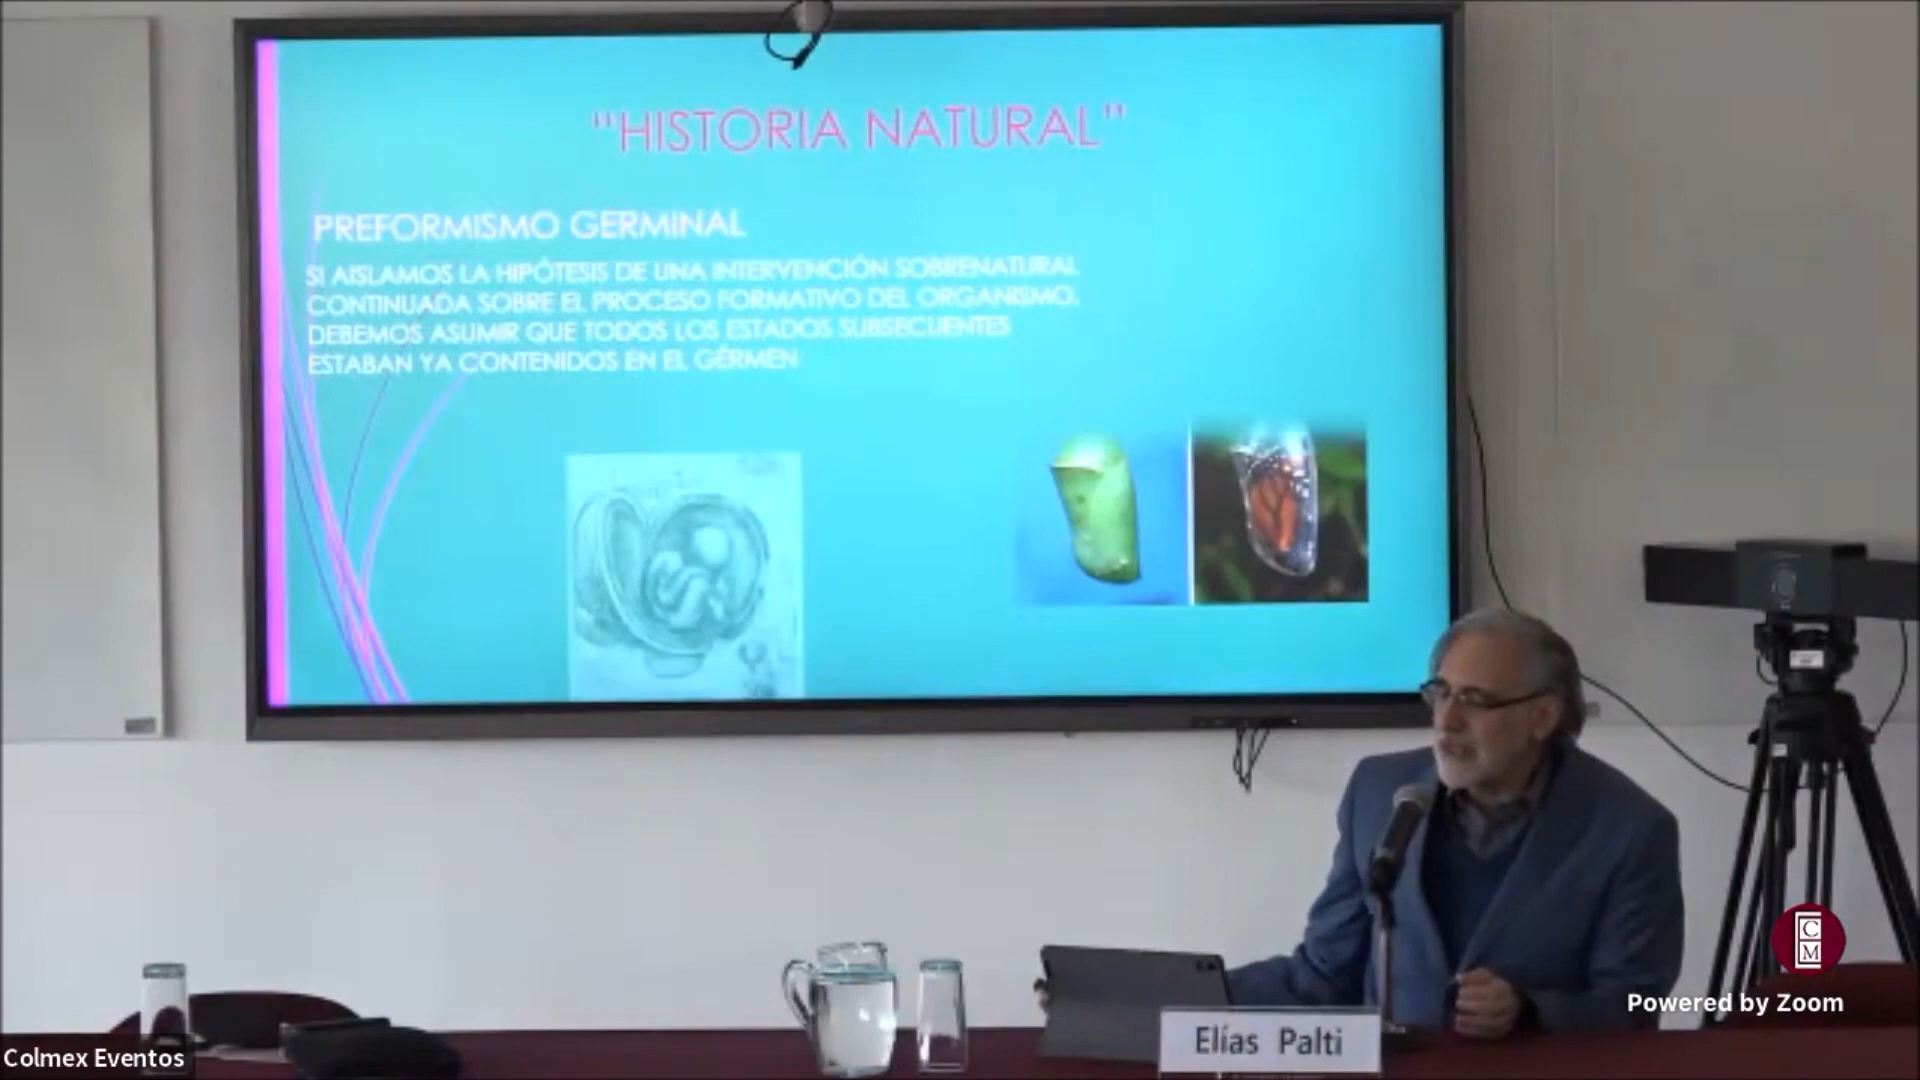 "HISTORIA NATURAL"
PREFORMISMO GERMINAL
SI AISLAMOS LA HIPÓTESIS DE UNA INTERVENCIÓN SOBRENATURAL
CONTINUADA SOBRE EL PROCESO FORMATIVO DEL ORGANISMO,
DEBEMOS ASUMIR QUE TODOS LOS ESTADOS SUBSECUENTES
ESTABAN YA CONTENIDOS EN EL GÉRMEN
C
M
Powered by Zoom
Elías Palti
Colmex Eventos